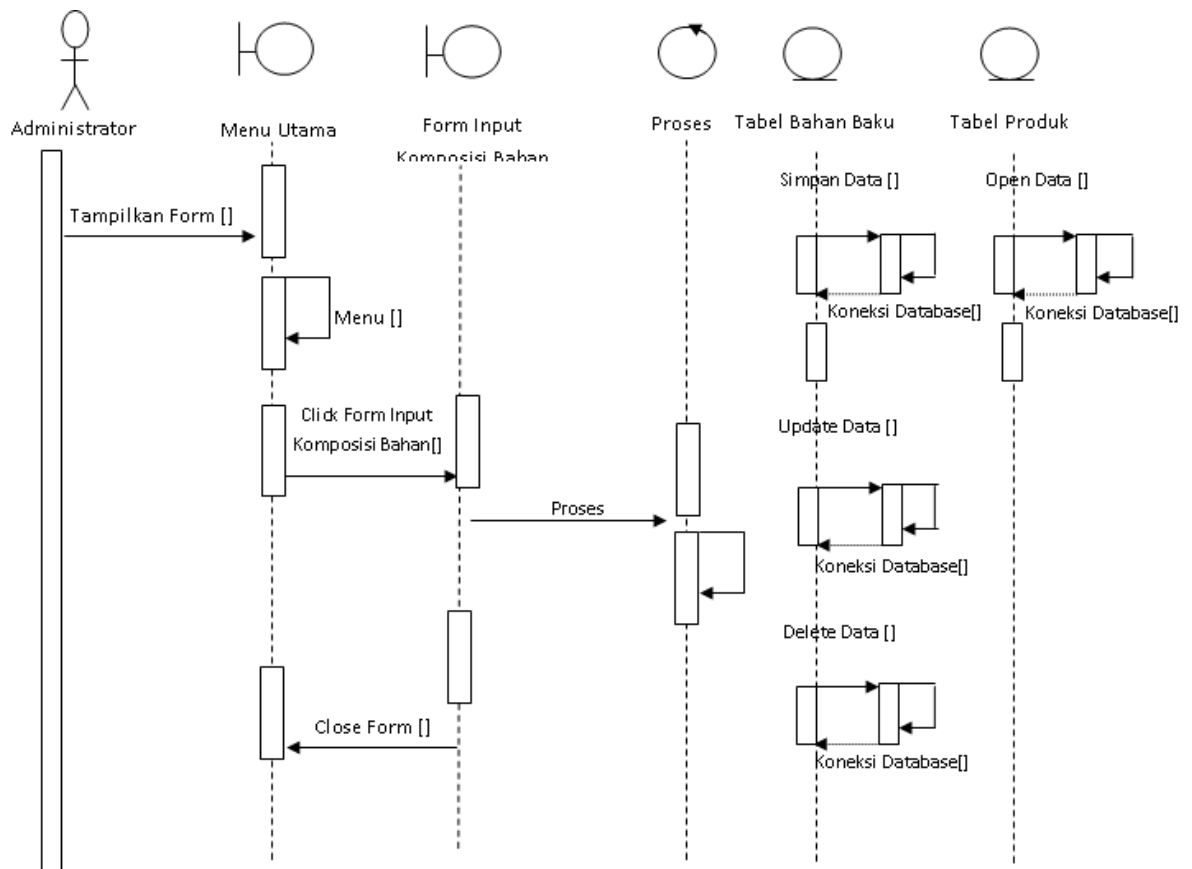 Administrator
Menu Utama
Form Input
Komposisi Bahan
Proses
Tabel Bahan Baku
Tabel Produk
Simpan Data []
Open Data []
Tampilkan Form []
Menu []
Koneksi Database[]
Koneksi Database[]
Click Form Input
Komposisi Bahan[]
Update Data []
Proses
Koneksi Database[]
Delete Data []
Close Form []
Koneksi Database[]